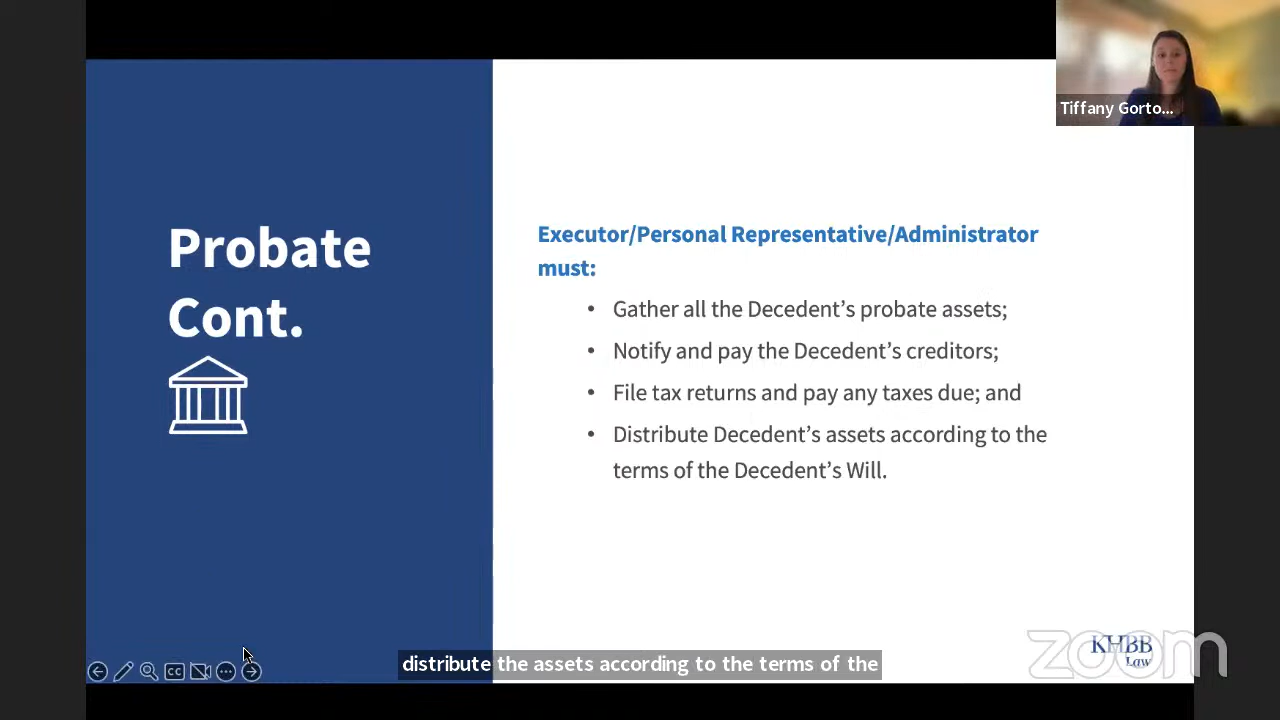 Tiffany Gorto...
Probate
Cont.
Executor/Personal Representative/Administrator
must:
• Gather all the Decedent’s probate assets;
• Notify and pay the Decedent’s creditors;
• File tax returns and pay any taxes due; and
• Distribute Decedent’s assets according to the
terms of the Decedent’s Will.
CC
distribute the assets according to the terms of the
KHBB
Law
zoom